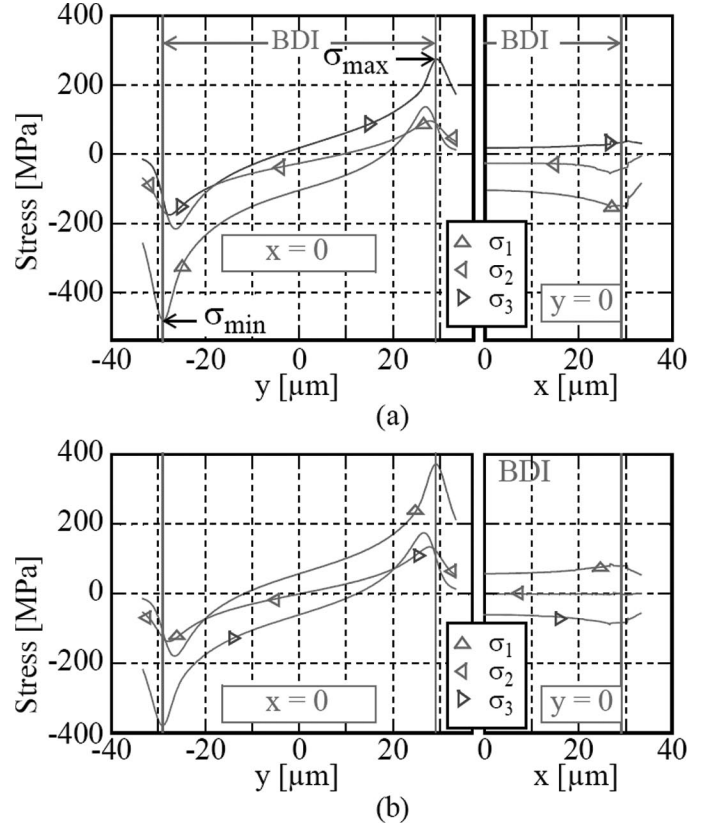 400
200
0
-200
-400
Stress [MPa]
BDI
σmax
x = 0
σmin
-40
-20
0
20
y [µm]
BDI
σ1
σ2
σ3
y = 0
0
20
40
x [µm]
(a)
400
200
0
-200
-400
Stress [MPa]
x = 0
-40
-20
0
20
y [µm]
BDI
σ1
σ2
σ3
y = 0
0
20
40
x [µm]
(b)